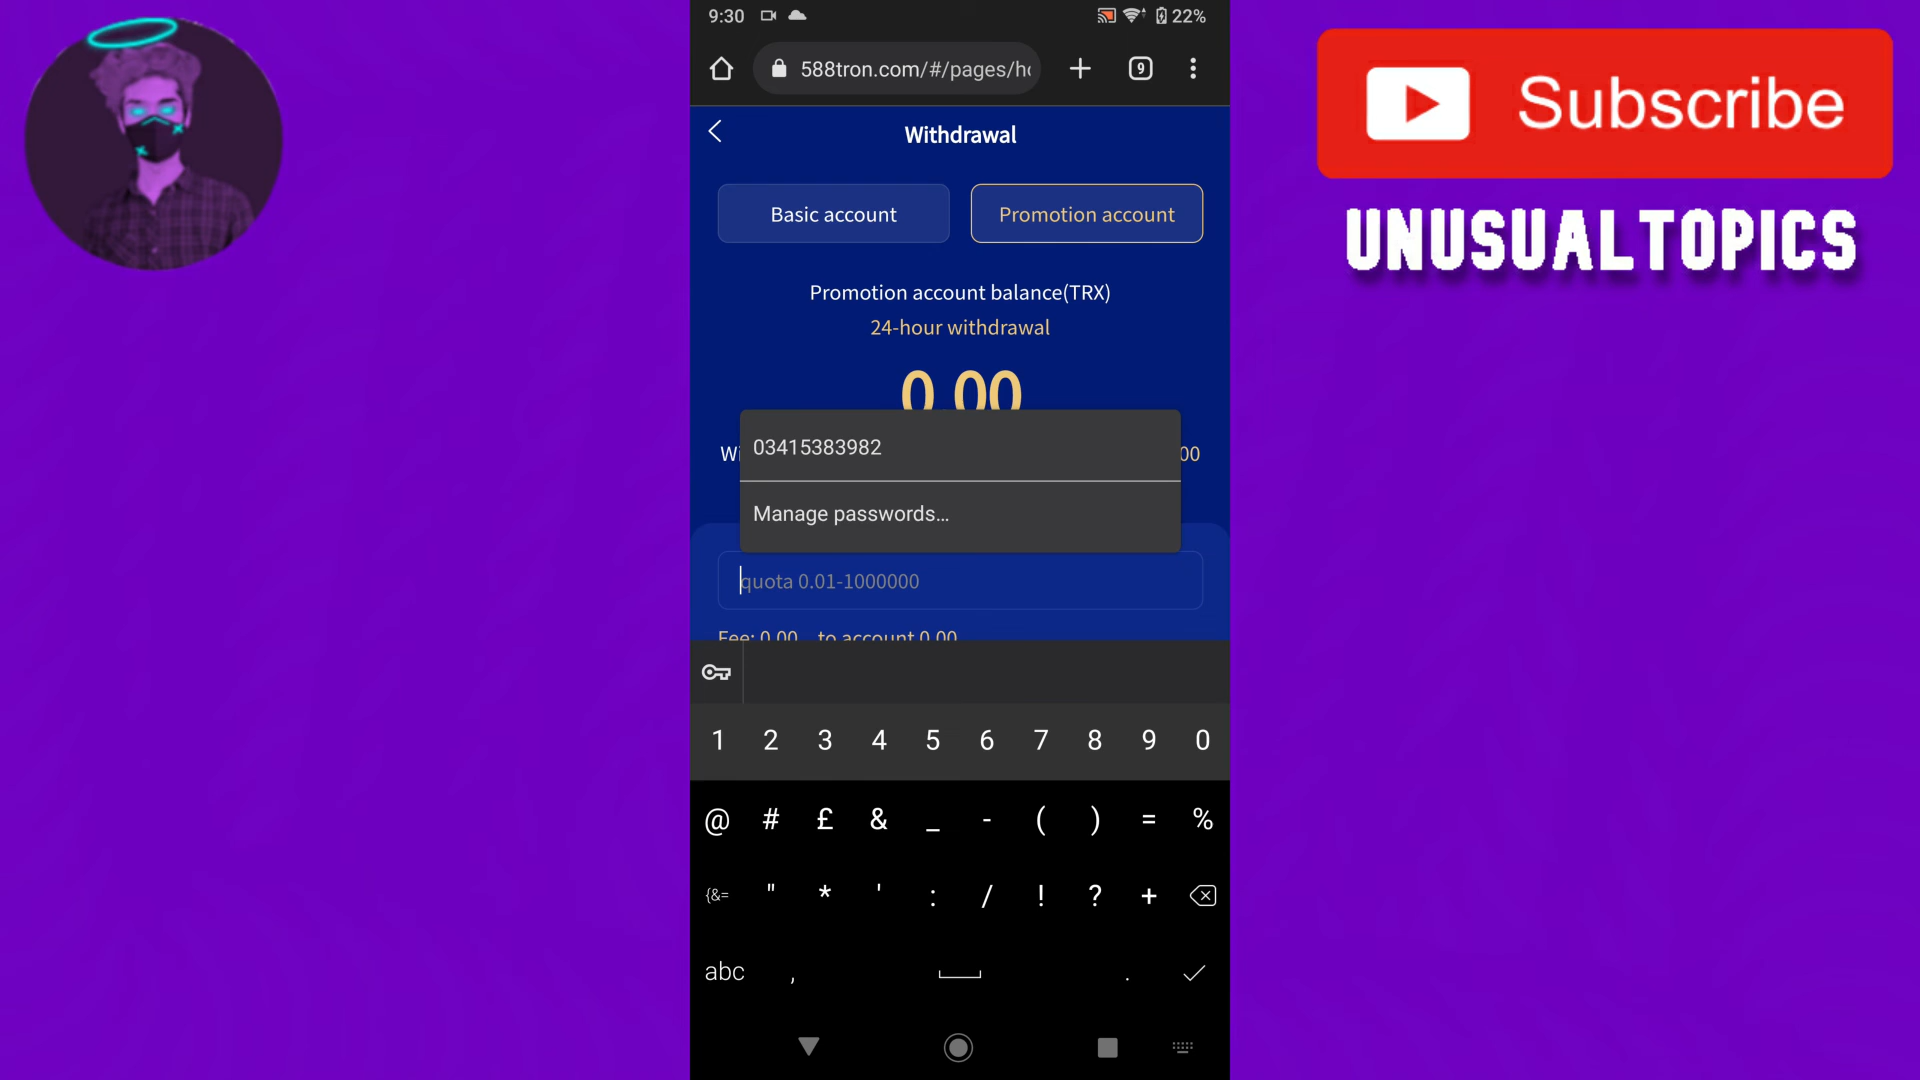 9:30
22%
588tron.com/#/pages/h
9
Subscribe
UNUSUALTOPICS
Withdrawal
Basic account
Promotion account
Promotion account balance(TRX)
24-hour withdrawal
0.00
Wi
00
03415383982
Manage passwords...
quota 0.01-1000000
Fee: 0.00 to account 0.00
1 2 3 4 5 6 7 8 9 0
@ # £ & _ - ( ) = %
{&= " * ' : / ! ? +
abc , .